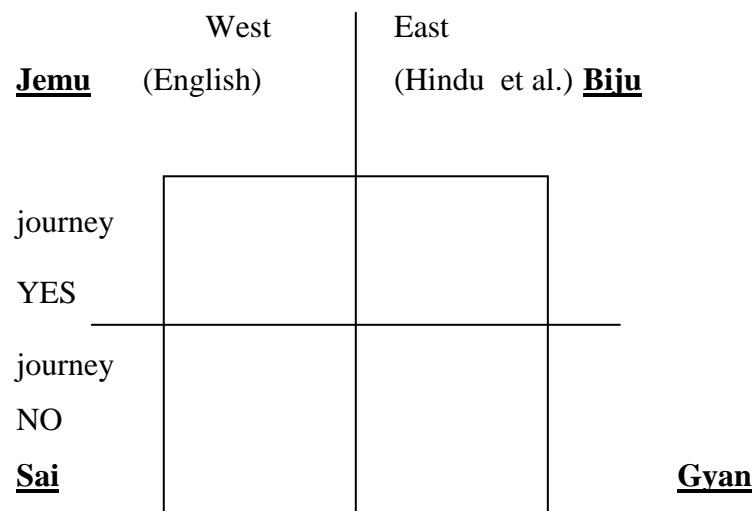 West East
Jemu (English) (Hindu et al.) Biju
journey
YES
journey
NO
Sai Gyan